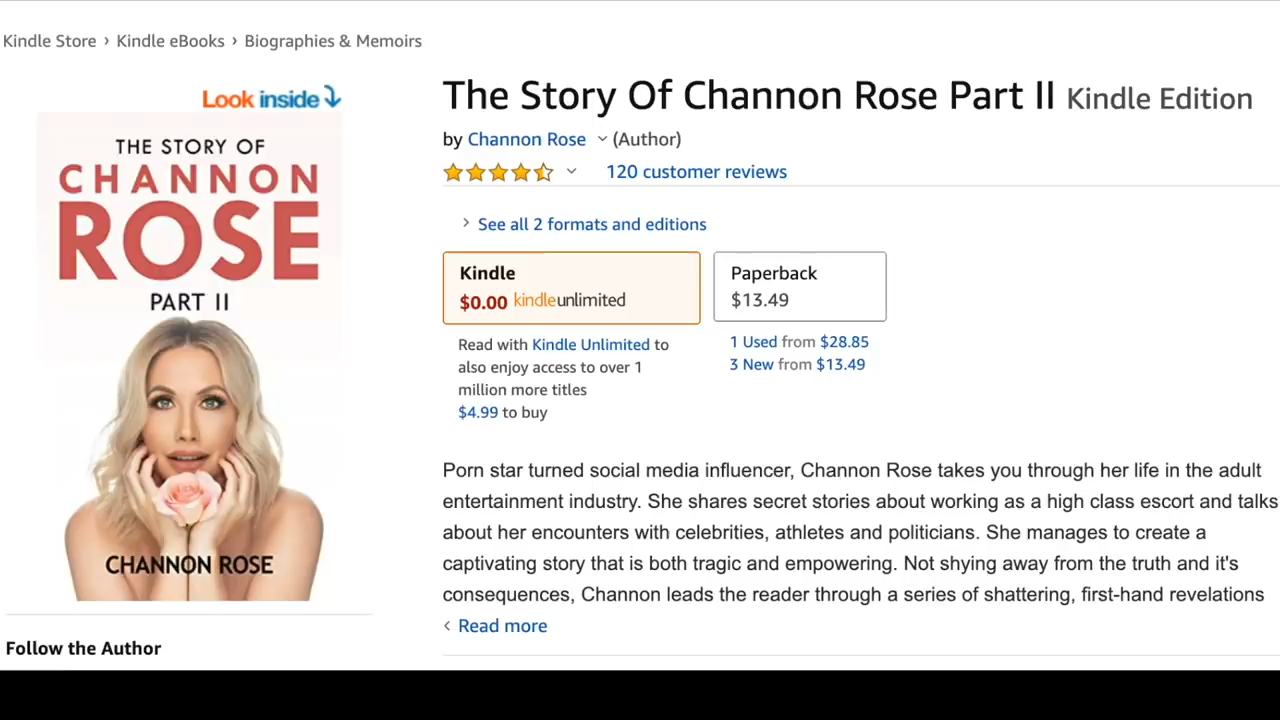 Kindle Store › Kindle eBooks › Biographies & Memoirs
Look inside
THE STORY OF
CHANNON
ROSE
PART II
CHANNON ROSE
Follow the Author
The Story Of Channon Rose Part II Kindle Edition
by Channon Rose (Author)
120 customer reviews
See all 2 formats and editions
Kindle
$0.00 kindleunlimited
Read with Kindle Unlimited to
also enjoy access to over 1
million more titles
$4.99 to buy
Paperback
$13.49
1 Used from $28.85
3 New from $13.49
Porn star turned social media influencer, Channon Rose takes you through her life in the adult
entertainment industry. She shares secret stories about working as a high class escort and talks
about her encounters with celebrities, athletes and politicians. She manages to create a
captivating story that is both tragic and empowering. Not shying away from the truth and it's
consequences, Channon leads the reader through a series of shattering, first-hand revelations
Read more